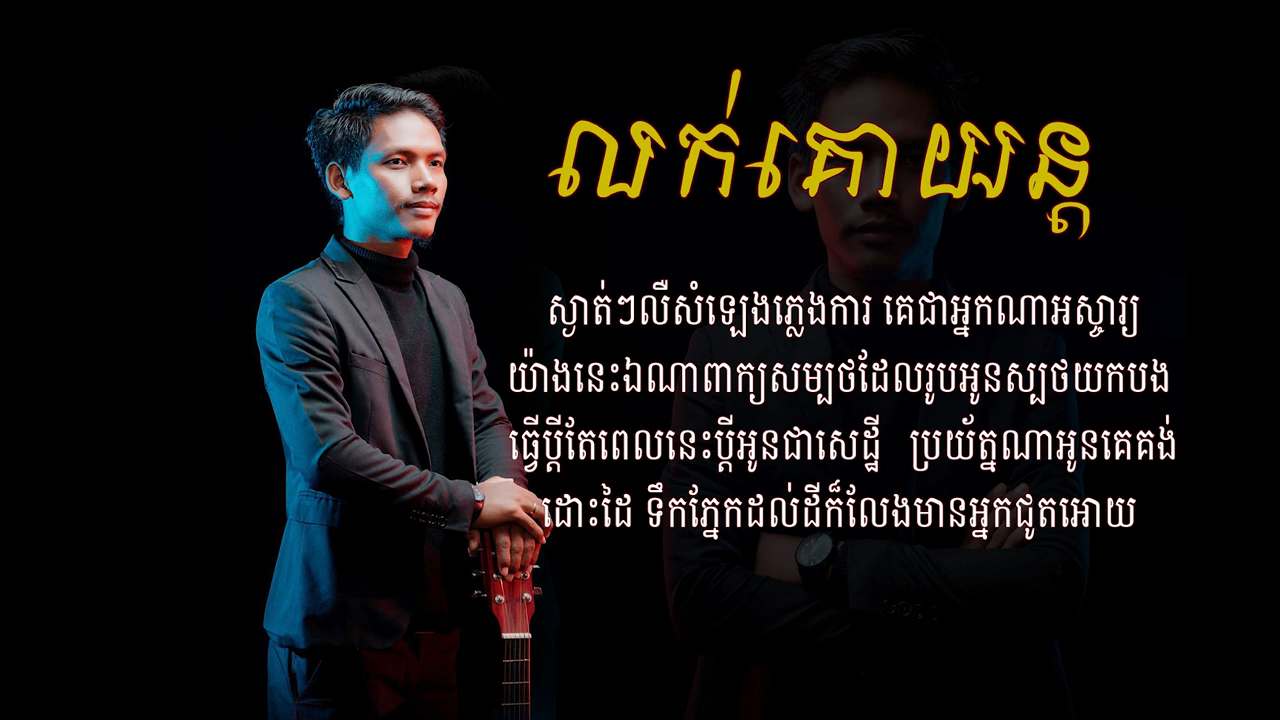 លក់គោយន្ត
ស្ងាត់ៗលឺសំឡេងភ្លេងការ គេជាអ្នកណាអស្ចារ្យ
យ៉ាងនេះឯណាពាក្យសម្បថដែលរូបអូនស្បថយកបង
ធ្វើប្តីតែពេលនេះប្តីអូនជាសេដ្ឋី ប្រយ័ត្នណាអូនគេគង់
ដោះដៃ ទឹកភ្នែកដល់ដីក៏លែងមានអ្នកជូតអោយ